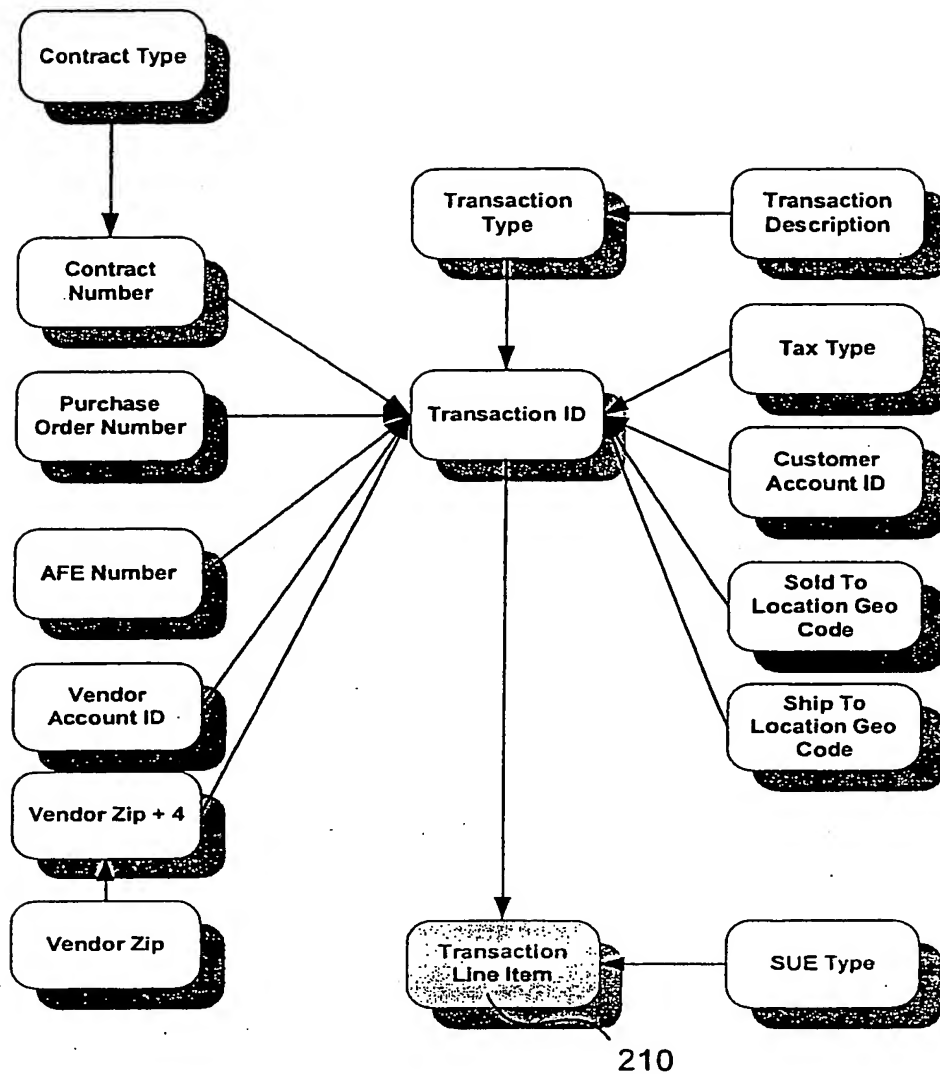 Contract Type
Transaction
Type
Transaction
Description
Contract
Number
Tax Type
Purchase
Order Number
Transaction ID
Customer
Account ID
AFE Number
Sold To
Location Geo
Code
Vendor
Account ID
Ship To
Location Geo
Code
Vendor Zip + 4
Vendor Zip
Transaction
Line Item
SUE Type
210